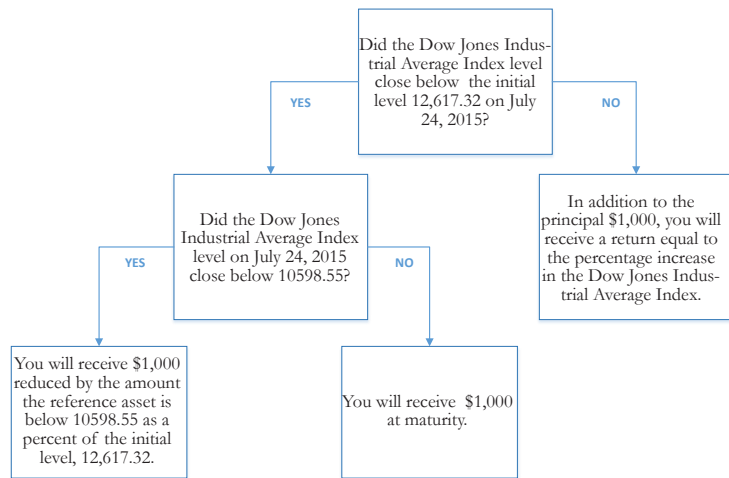 Did the Dow Jones Indus-
trial Average Index level
close below the initial
level 12,617.32 on July
24, 2015?
YES
NO
Did the Dow Jones
Industrial Average Index
level on July 24, 2015
close below 10598.55?
In addition to the
principal $1,000, you will
receive a return equal to
the percentage increase
in the Dow Jones Indus-
trial Average Index.
YES
NO
You will receive $1,000
reduced by the amount
the reference asset is
below 10598.55 as a
percent of the initial
level, 12,617.32.
You will receive $1,000
at maturity.